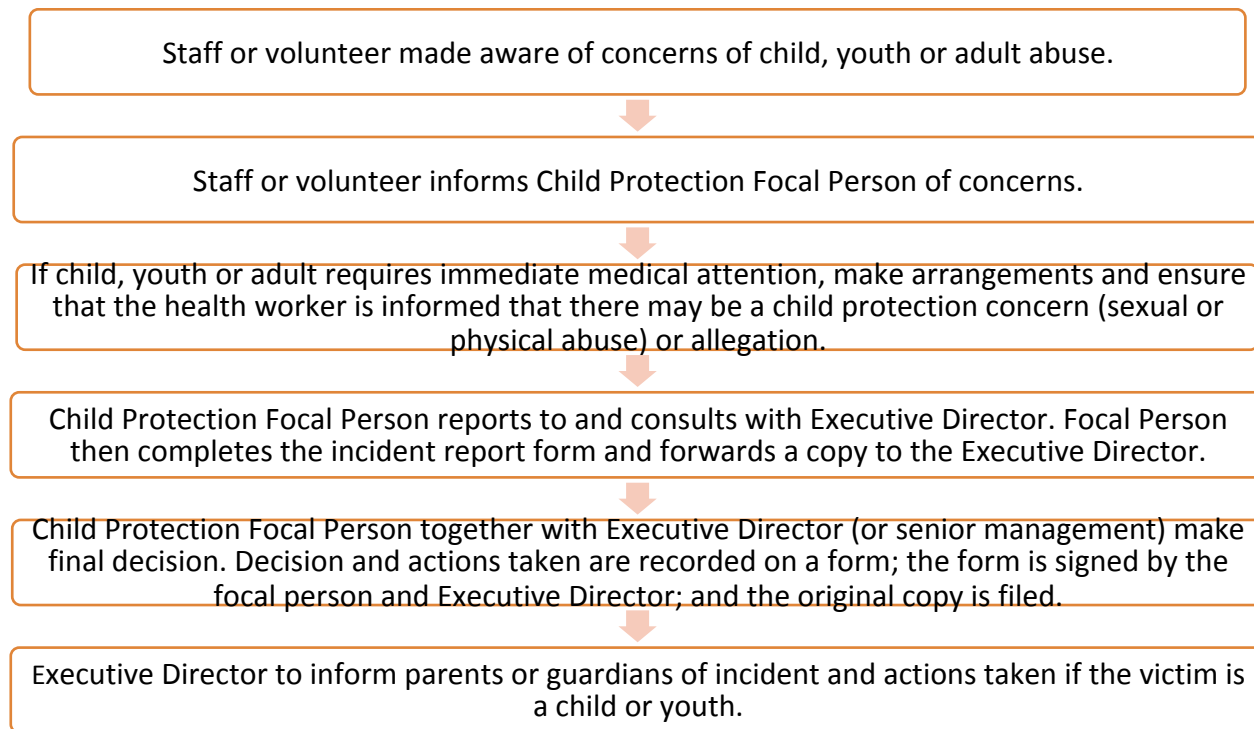 Staff or volunteer made aware of concerns of child, youth or adult abuse.
Staff or volunteer informs Child Protection Focal Person of concerns.
If child, youth or adult requires immediate medical attention, make arrangements and ensure
that the health worker is informed that there may be a child protection concern (sexual or
physical abuse) or allegation.
Child Protection Focal Person reports to and consults with Executive Director. Focal Person
then completes the incident report form and forwards a copy to the Executive Director.
Child Protection Focal Person together with Executive Director (or senior management) make
final decision. Decision and actions taken are recorded on a form; the form is signed by the
focal person and Executive Director; and the original copy is filed.
Executive Director to inform parents or guardians of incident and actions taken if the victim is
a child or youth.